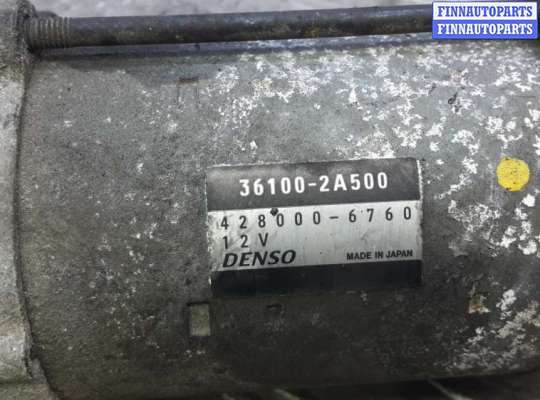 FINNAUTOPARTS
FINNAUTOPARTS
36100-2A500
428000-6760
12V
DENSO MADE IN JAPAN